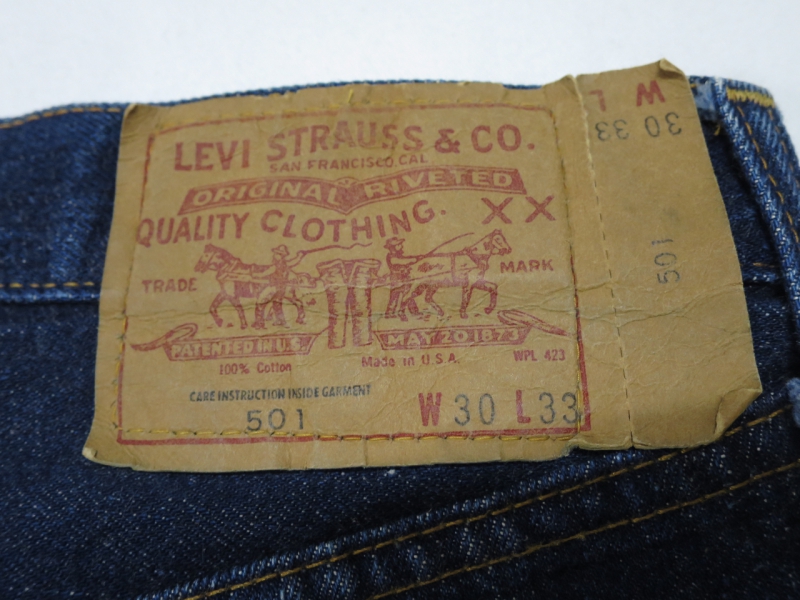 LEVI STRAUSS & CO.
SAN FRANCISCO CAL
ORIGINAL RIVETED
QUALITY CLOTHING.
XX
TRADE MARK
PATENTED IN U.S. MAY 20 1873
100% Cotton Made in U.S.A. WPL 423
CARE INSTRUCTION INSIDE GARMENT
501 W 30 L 33
W L
30 33
501